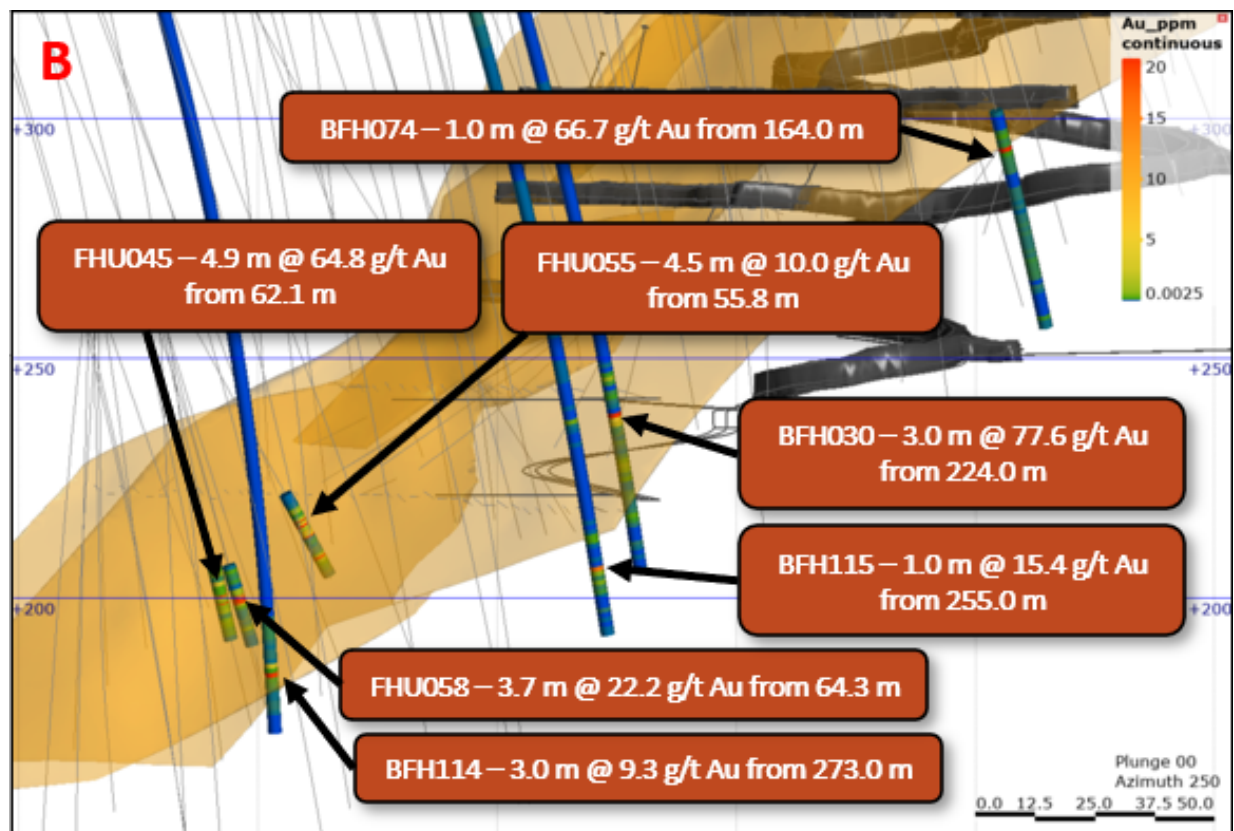 B
Au_ppm
continuous
20
15
10
5
0.0025
+300
+300
BFH074 – 1.0 m @ 66.7 g/t Au from 164.0 m
FHU045 – 4.9 m @ 64.8 g/t Au
from 62.1 m
FHU055 – 4.5 m @ 10.0 g/t Au
from 55.8 m
+250
+250
BFH030 – 3.0 m @ 77.6 g/t Au
from 224.0 m
BFH115 – 1.0 m @ 15.4 g/t Au
from 255.0 m
+200
+200
FHU058 – 3.7 m @ 22.2 g/t Au from 64.3 m
BFH114 – 3.0 m @ 9.3 g/t Au from 273.0 m
Plunge 00
Azimuth 250
0.0 12.5 25.0 37.5 50.0